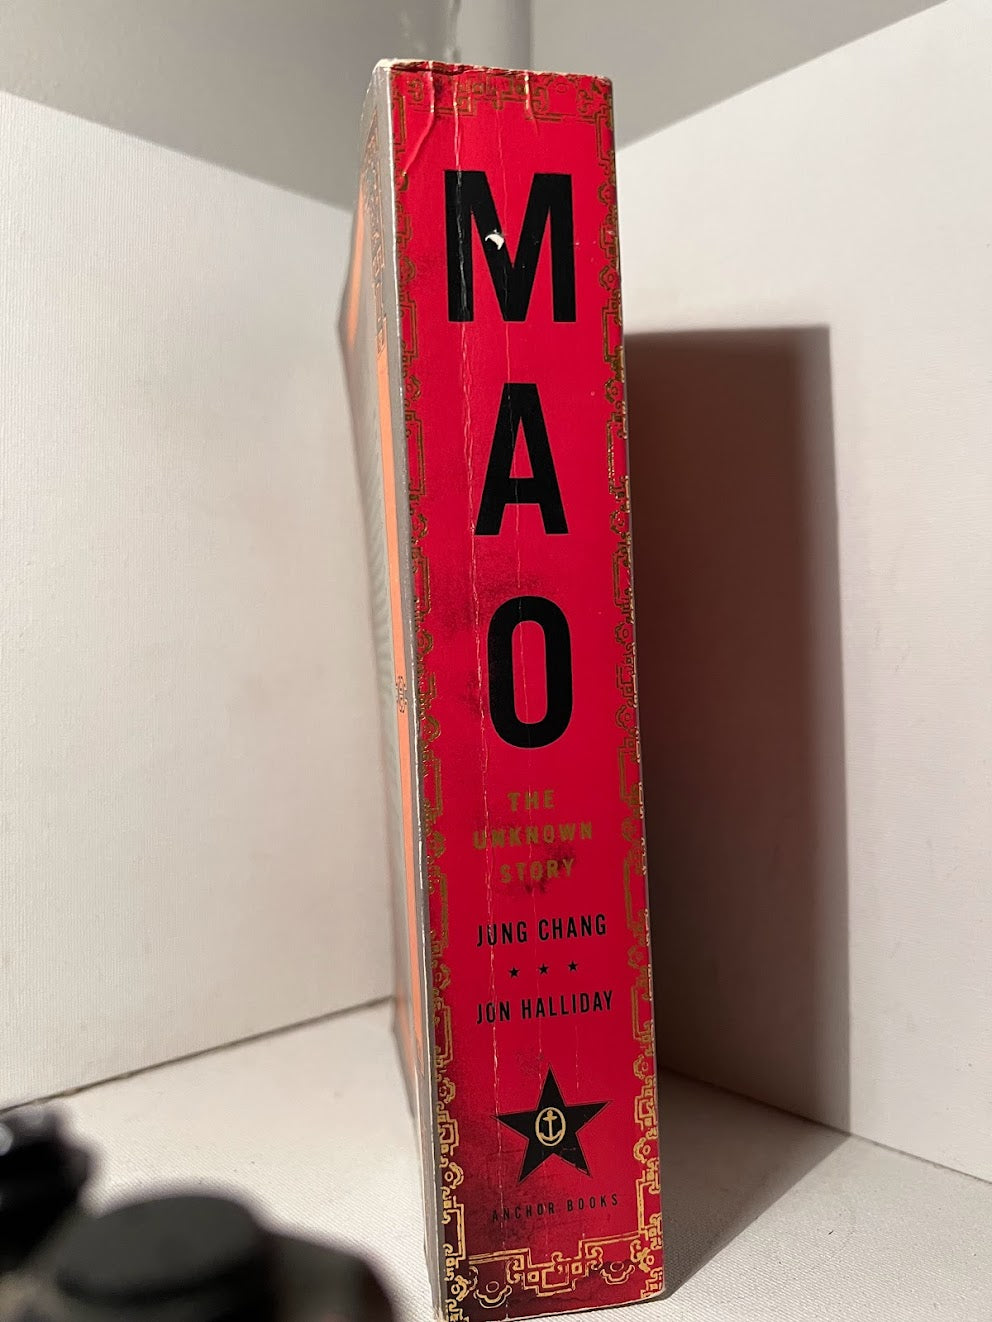 M
A
O
THE
UNKNOWN
STORY
JUNG CHANG
JON HALLIDAY
ANCHOR BOOKS